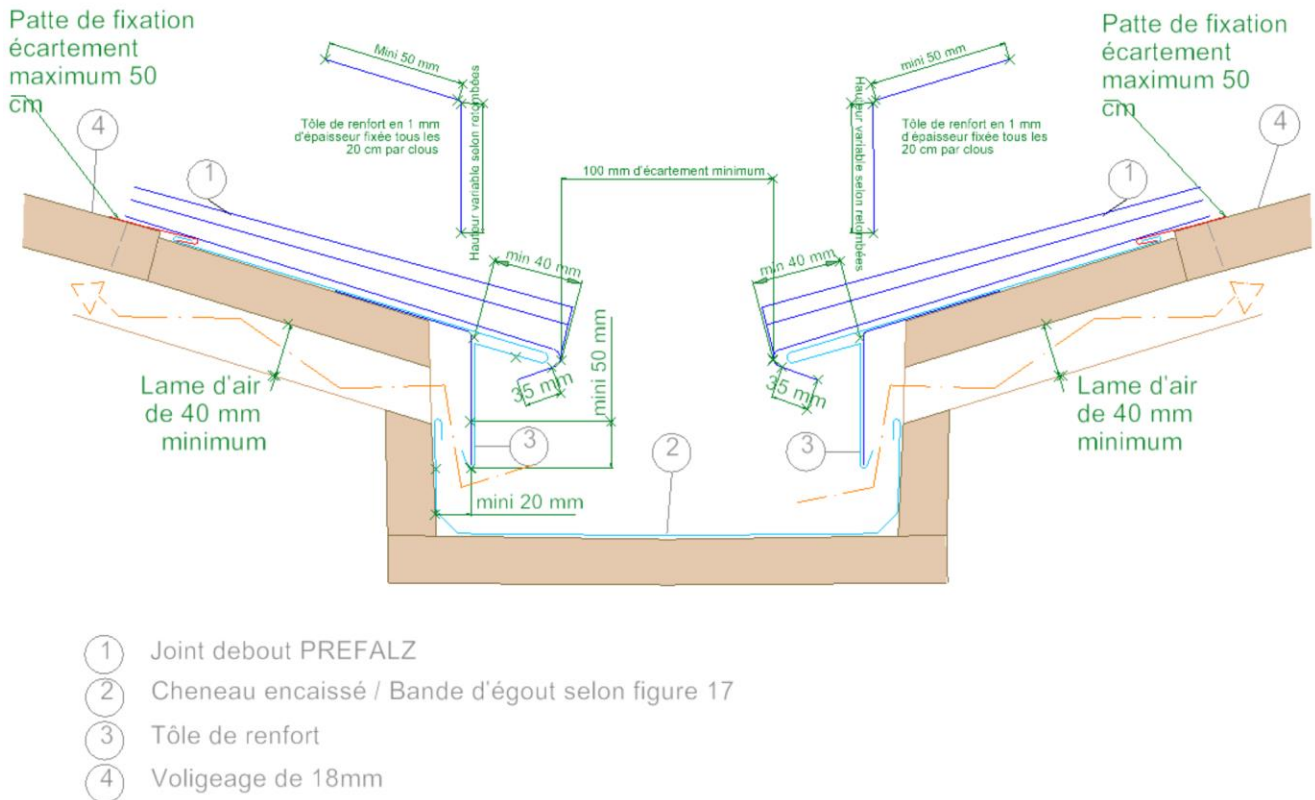 Patte de fixation
écartement
maximum 50
cm
Mini 50 mm
Hauteur variable selon retombées
Tôle de renfort en 1 mm
d'épaisseur fixée tous les
20 cm par clous
4
1
100 mm d'écartement minimum
mini 50 mm
Hauteur variable selon retombées
Tôle de renfort en 1 mm
d'épaisseur fixée tous les
20 cm par clous
Patte de fixation
écartement
maximum 50
cm
4
1
min 40 mm
min 40 mm
35 mm
min 50 mm
35 mm
Lame d'air
de 40 mm
minimum
3
2
3
Lame d'air
de 40 mm
minimum
mini 20 mm
1 Joint debout PREFALZ
2 Cheneau encaissé / Bande d'égout selon figure 17
3 Tôle de renfort
4 Voligeage de 18mm